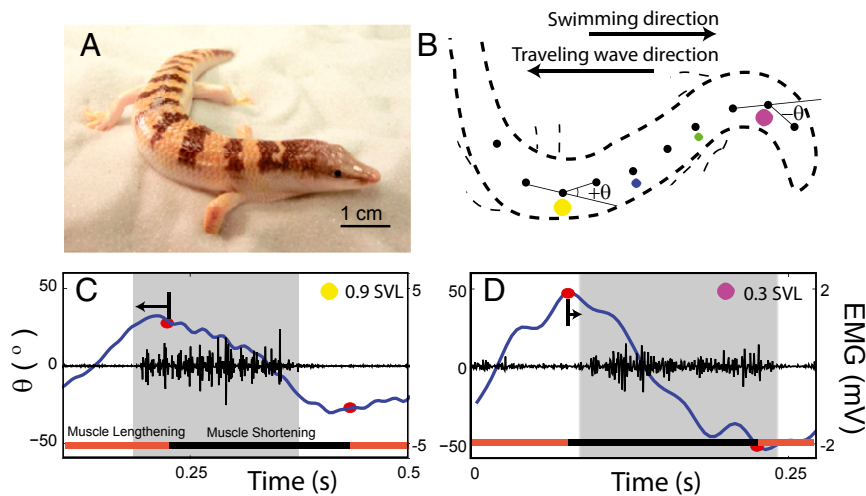 A
1 cm
B
Swimming direction
Traveling wave direction
-θ
+θ
C
0.9 SVL
50
0
-50
5
-5
θ ( o )
Muscle Lengthening
Muscle Shortening
0.25
0.5
Time (s)
D
0.3 SVL
50
0
-50
2
-2
EMG (mV)
0
0.25
Time (s)